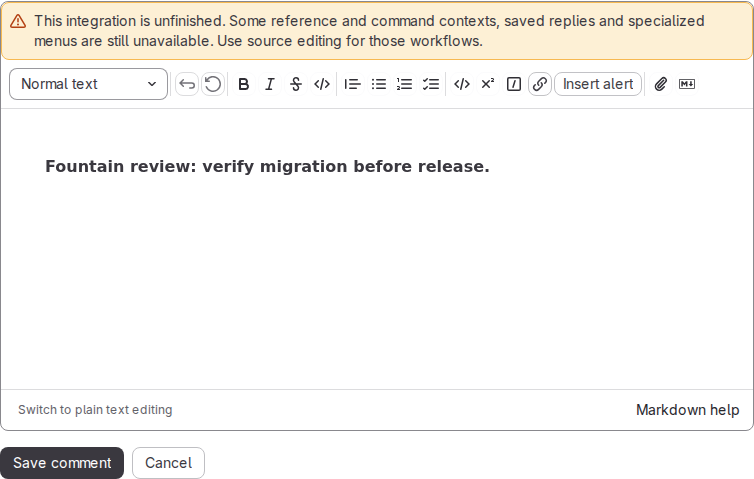 This integration is unfinished. Some reference and command contexts, saved replies and specialized
menus are still unavailable. Use source editing for those workflows.
Normal text
Insert alert
Fountain review: verify migration before release.
Switch to plain text editing
Markdown help
Save comment
Cancel